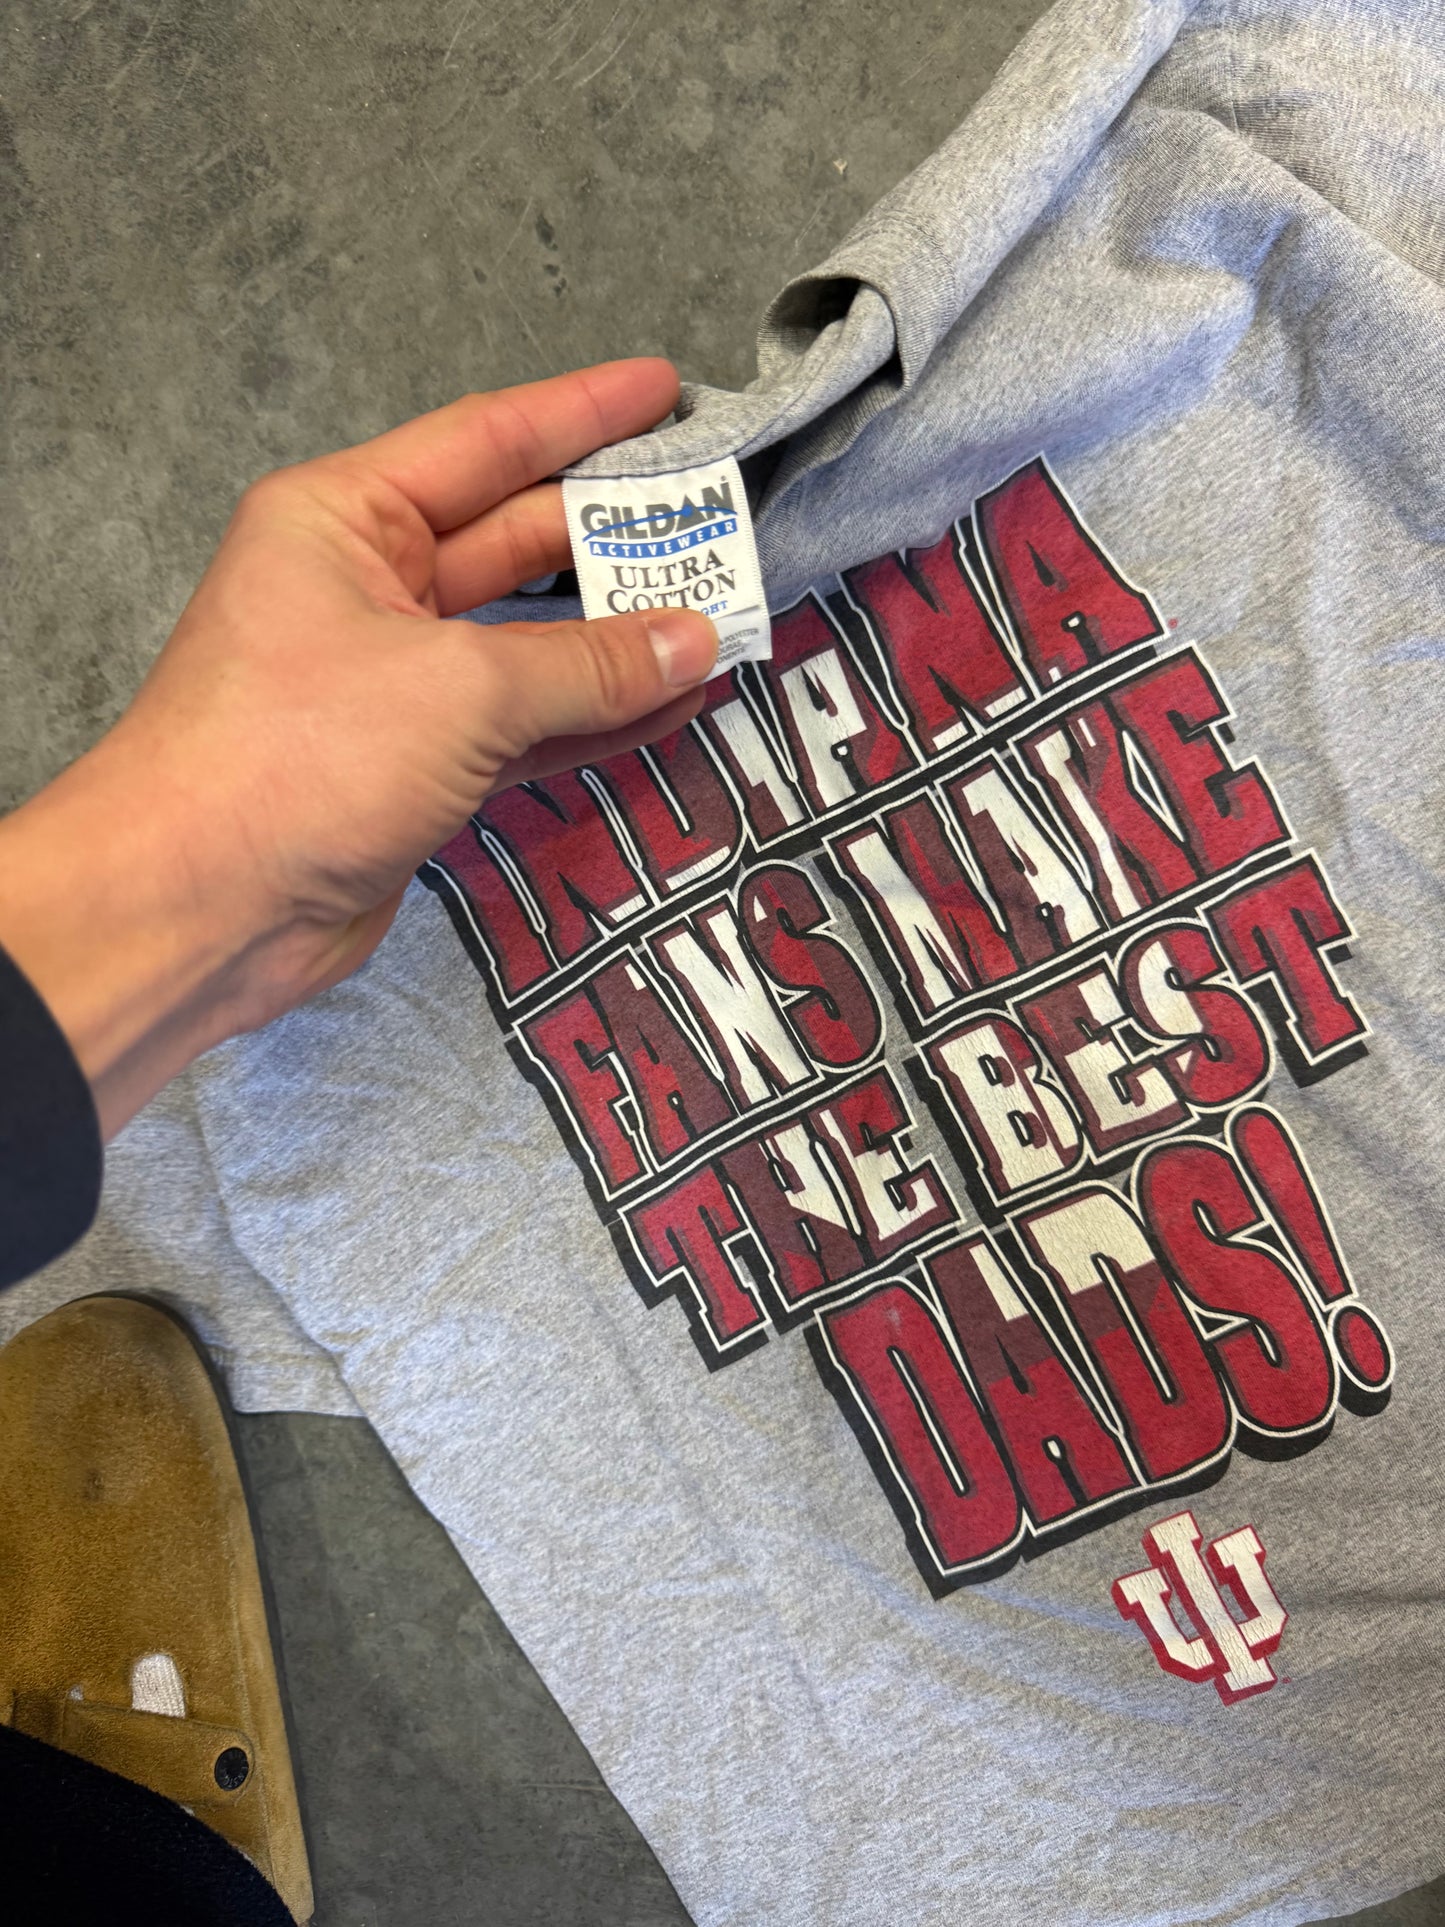 GILDAN®
ACTIVEWEAR
ULTRA
COTTON
INDIANA®
FANS MAKE
THE BEST
DADS!
IU